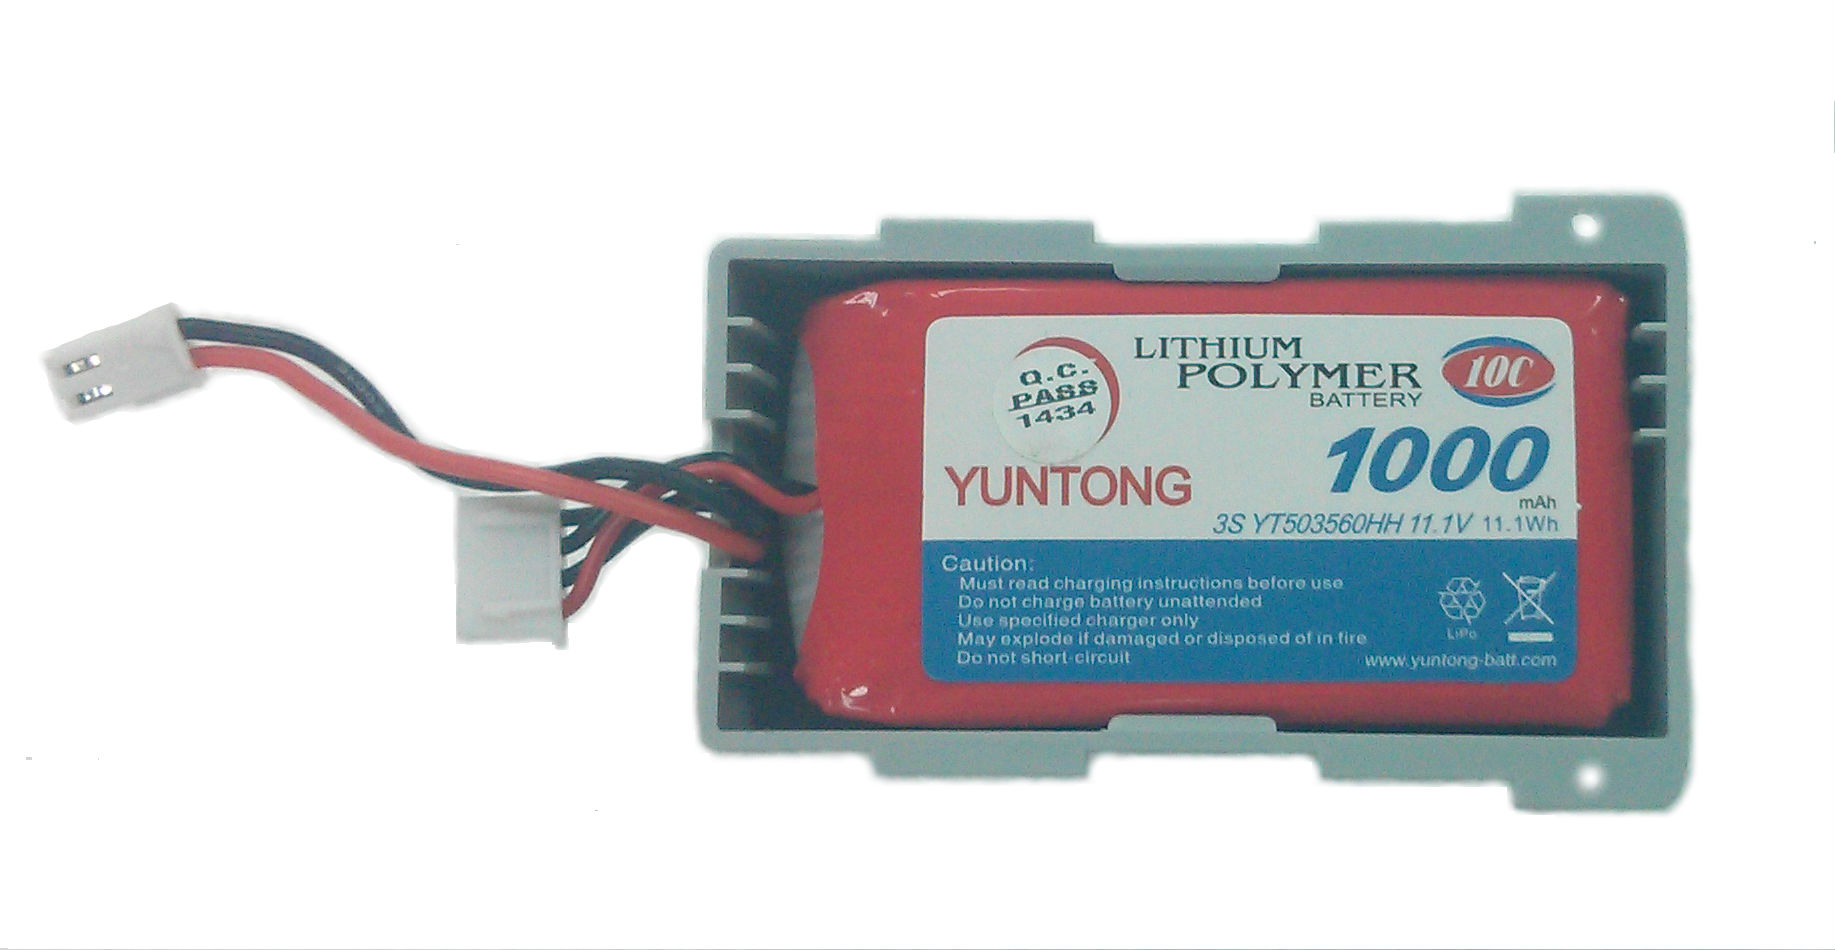 Q.C.
PASS
1434
LITHIUM
POLYMER
BATTERY
10C
1000
mAh
YUNTONG
3S YT503560HH 11.1V 11.1Wh
Caution:
Must read charging instructions before use
Do not charge battery unattended
Use specified charger only
May explode if damaged or disposed of in fire
Do not short-circuit
LiPo
www.yuntong-batt.com